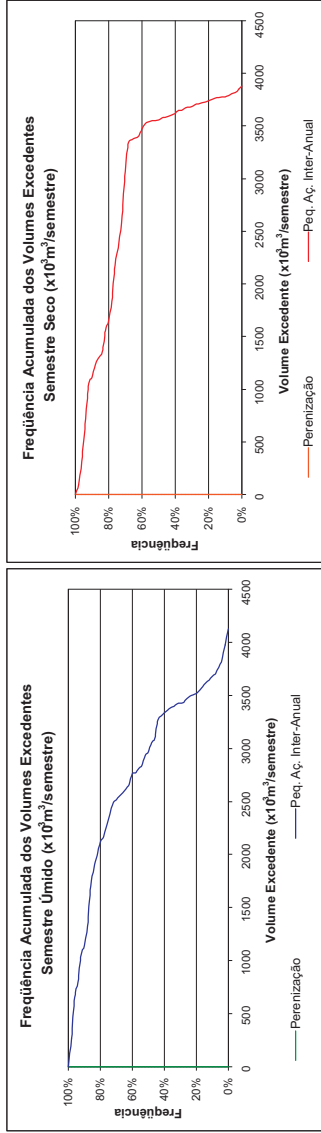 Freqüência Acumulada dos Volumes Excedentes
Semestre Úmido (x10³m³/semestre)
Freqüência
100%
80%
60%
40%
20%
0%
0
500
1000
1500
2000
2500
3000
3500
4000
4500
Volume Excedente (x10³m³/semestre)
Perenização
Peq. Aç. Inter-Anual
Freqüência Acumulada dos Volumes Excedentes
Semestre Seco (x10³m³/semestre)
Freqüência
100%
80%
60%
40%
20%
0%
0
500
1000
1500
2000
2500
3000
3500
4000
4500
Volume Excedente (x10³m³/semestre)
Perenização
Peq. Aç. Inter-Anual